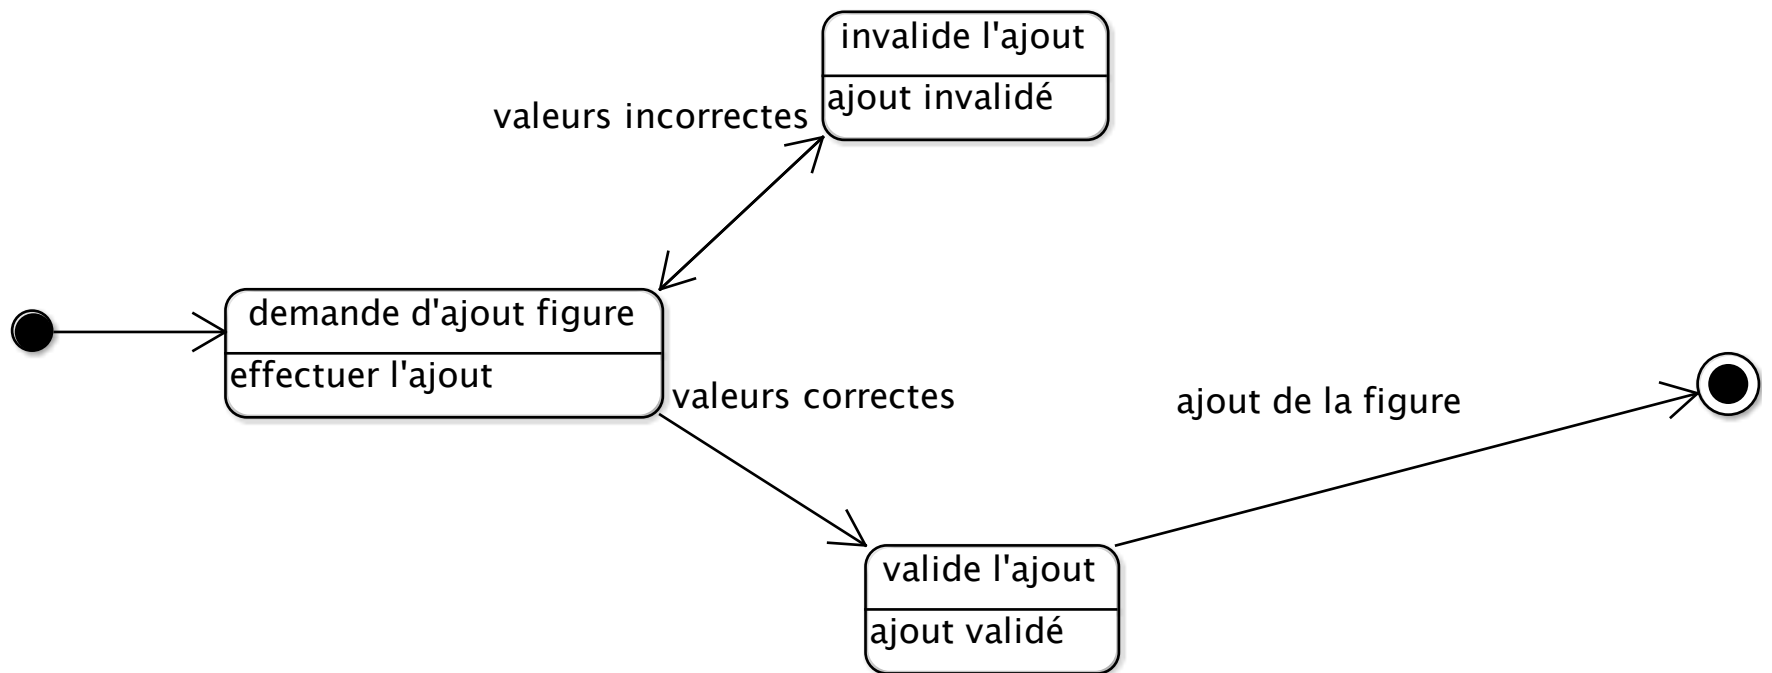 invalide l'ajout
ajout invalidé
valeurs incorrectes
demande d'ajout figure
effectuer l'ajout
valeurs correctes
ajout de la figure
valide l'ajout
ajout validé